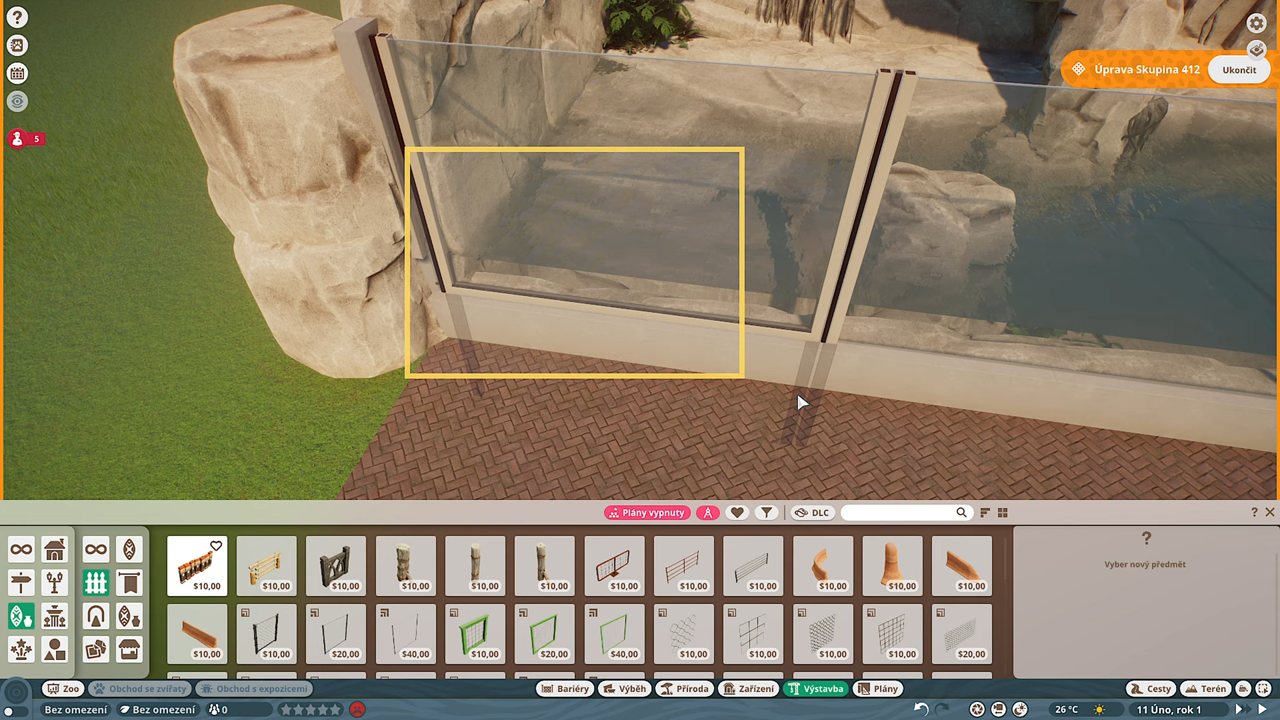 5
Úprava Skupina 412
Ukončit
Plány vypnuty
DLC
?
?
Vyber nový předmět
$10,00 $10,00 $10,00 $10,00 $10,00 $10,00 $10,00 $10,00 $10,00 $10,00 $10,00 $10,00
$10,00 $10,00 $20,00 $40,00 $10,00 $20,00 $40,00 $10,00 $10,00 $10,00 $10,00 $20,00
Zoo
Obchod se zvířaty
Obchod s expozicemi
Bariéry
Výběh
Příroda
Zařízení
Výstavba
Plány
Cesty
Terén
Bez omezení
Bez omezení
0
26 °C
11 Úno, rok 1